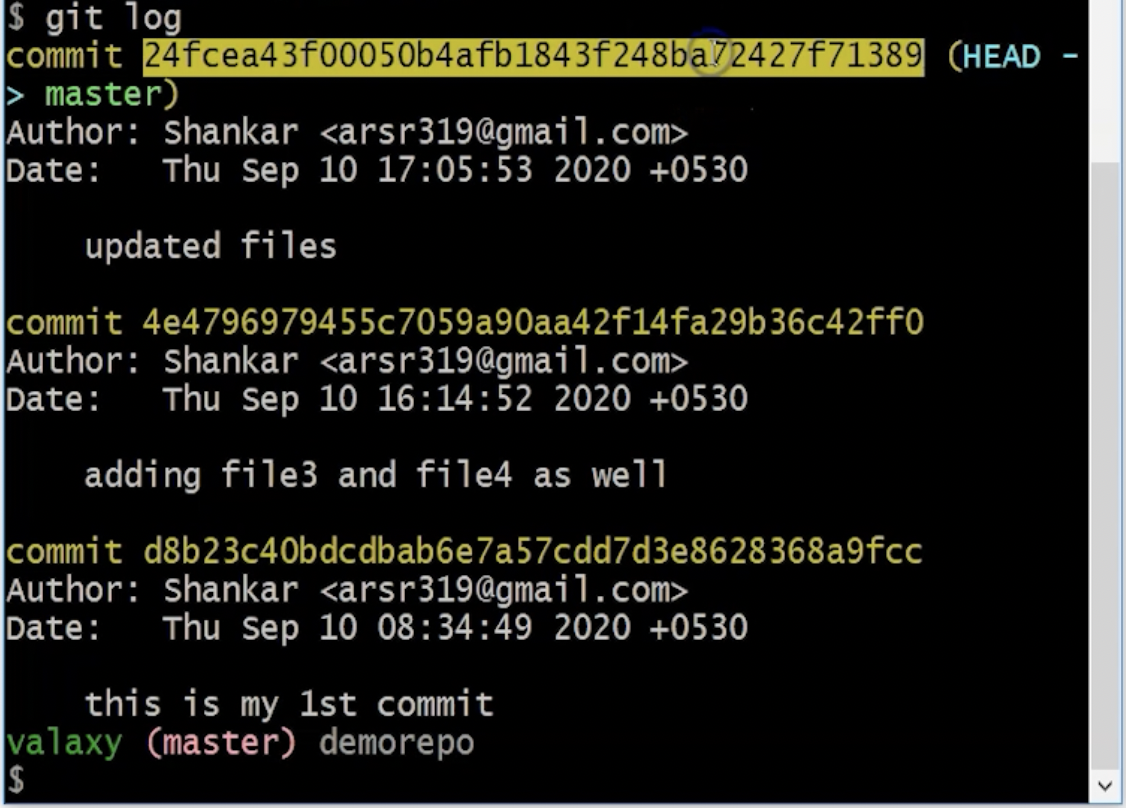 $ git log
commit 24fcea43f00050b4afb1843f248ba72427f71389 (HEAD -
> master)
Author: Shankar <arsr319@gmail.com>
Date:   Thu Sep 10 17:05:53 2020 +0530
    updated files
commit 4e4796979455c7059a90aa42f14fa29b36c42ff0
Author: Shankar <arsr319@gmail.com>
Date:   Thu Sep 10 16:14:52 2020 +0530
    adding file3 and file4 as well
commit d8b23c40bdcdbab6e7a57cdd7d3e8628368a9fcc
Author: Shankar <arsr319@gmail.com>
Date:   Thu Sep 10 08:34:49 2020 +0530
    this is my 1st commit
valaxy (master) demorepo
$